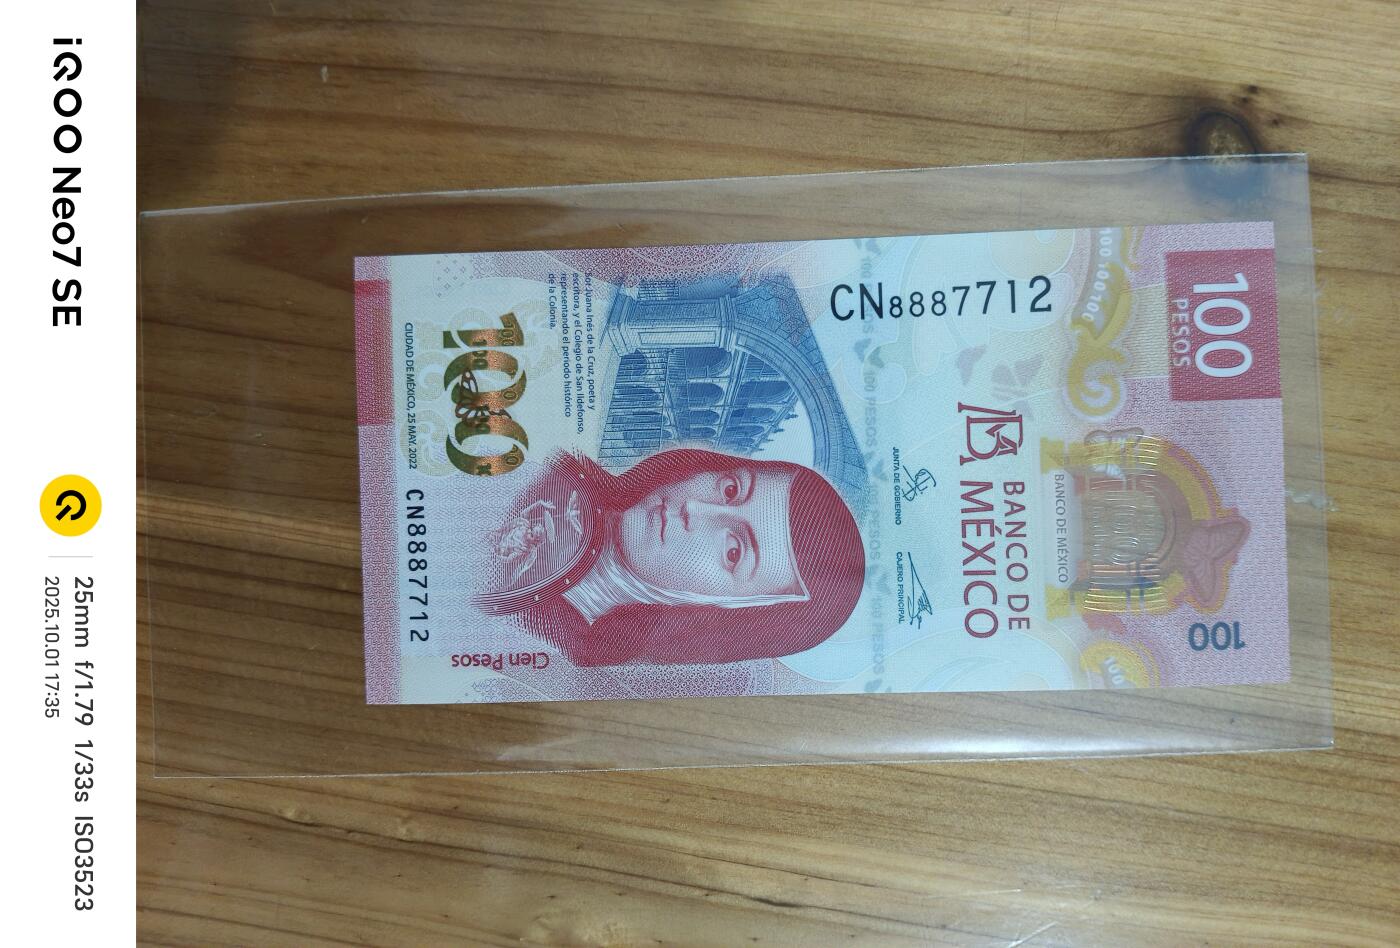 100
PESOS
100
BANCO DE MÉXICO
BANCO DE
MÉXICO
CN8887712
JUNTA DE GOBIERNO
CAJERO PRINCIPAL
100 PESOS
Sor Juana Inés de la Cruz, poeta y
escritora, y el Colegio de San Ildefonso,
representando el periodo histórico
de la Colonia.
100
Cien Pesos
CIUDAD DE MÉXICO, 25 MAY. 2022
CN8887712
iQOO Neo7 SE
25mm f/1.79 1/33s ISO3523
2025.10.01 17:35